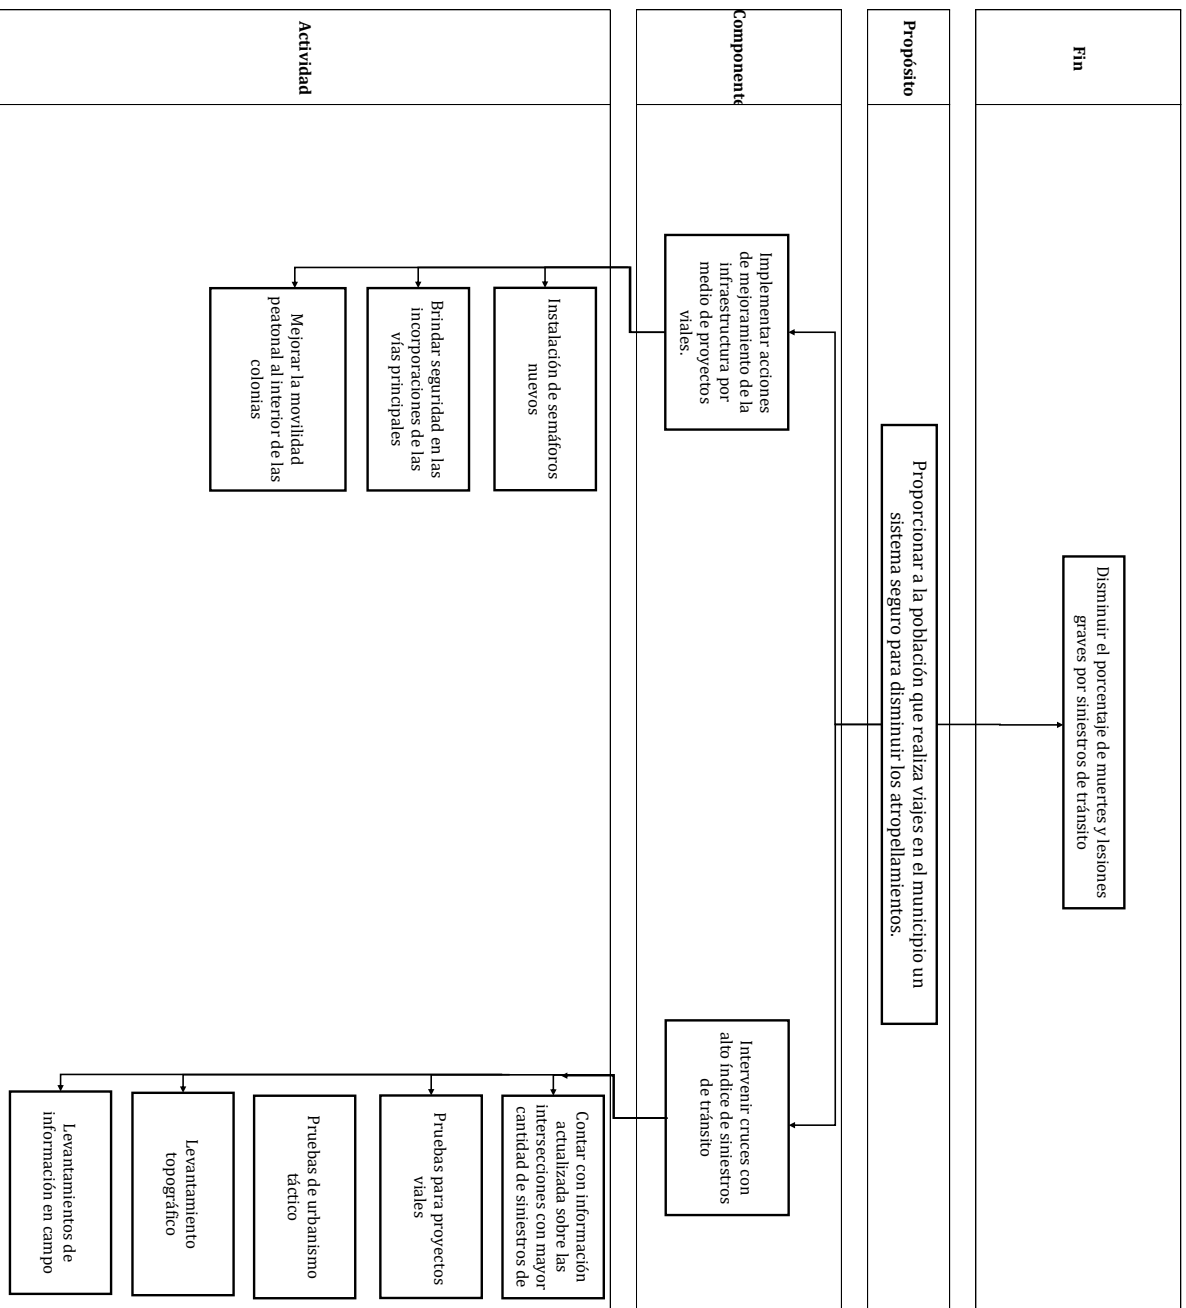 Fin
Disminuir el porcentaje de muertes y lesiones
graves por siniestros de tránsito
Propósito
Proporcionar a la población que realiza viajes en el municipio un
sistema seguro para disminuir los atropellamientos.
Componente
Implementar acciones
de mejoramiento de la
infraestructura por
medio de proyectos
viales.
Intervenir cruces con
alto índice de siniestros
de tránsito
Actividad
Instalación de semáforos
nuevos
Brindar seguridad en las
incorporaciones de las
vías principales
Mejorar la movilidad
peatonal al interior de las
colonias
Contar con información
actualizada sobre las
intersecciones con mayor
cantidad de siniestros de
Pruebas para proyectos
viales
Pruebas de urbanismo
táctico
Levantamiento
topográfico
Levantamientos de
información en campo